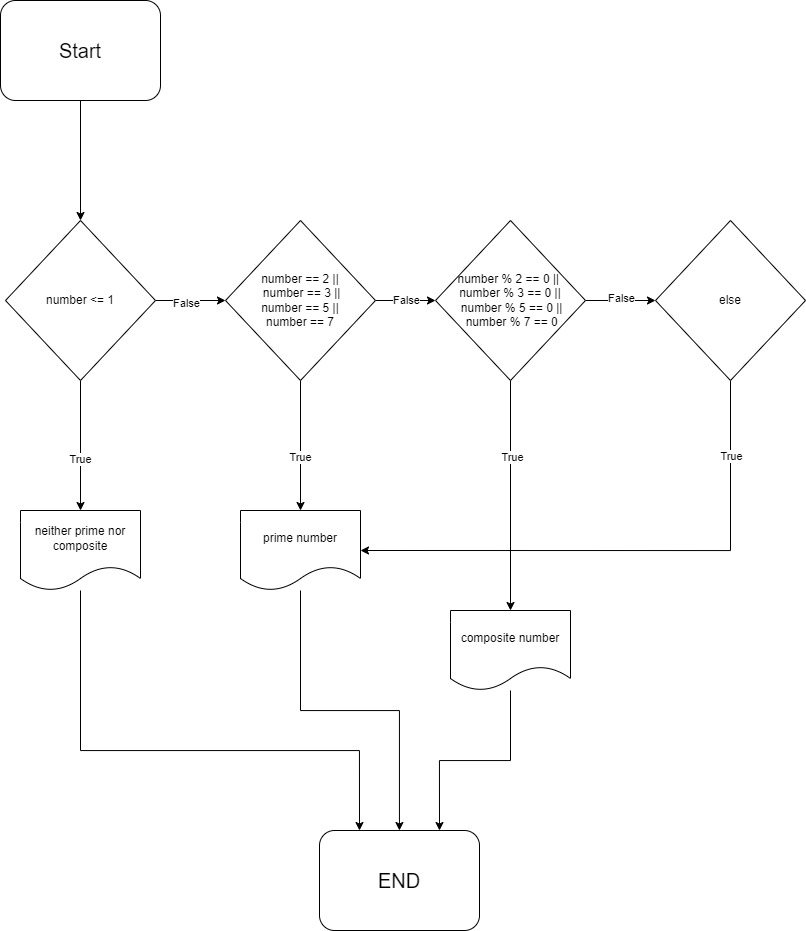 Start
number <= 1
False
number == 2 ||
number == 3 ||
number == 5 ||
number == 7
False
number % 2 == 0 ||
number % 3 == 0 ||
number % 5 == 0 ||
number % 7 == 0
False
else
True
True
True
True
neither prime nor
composite
prime number
composite number
END